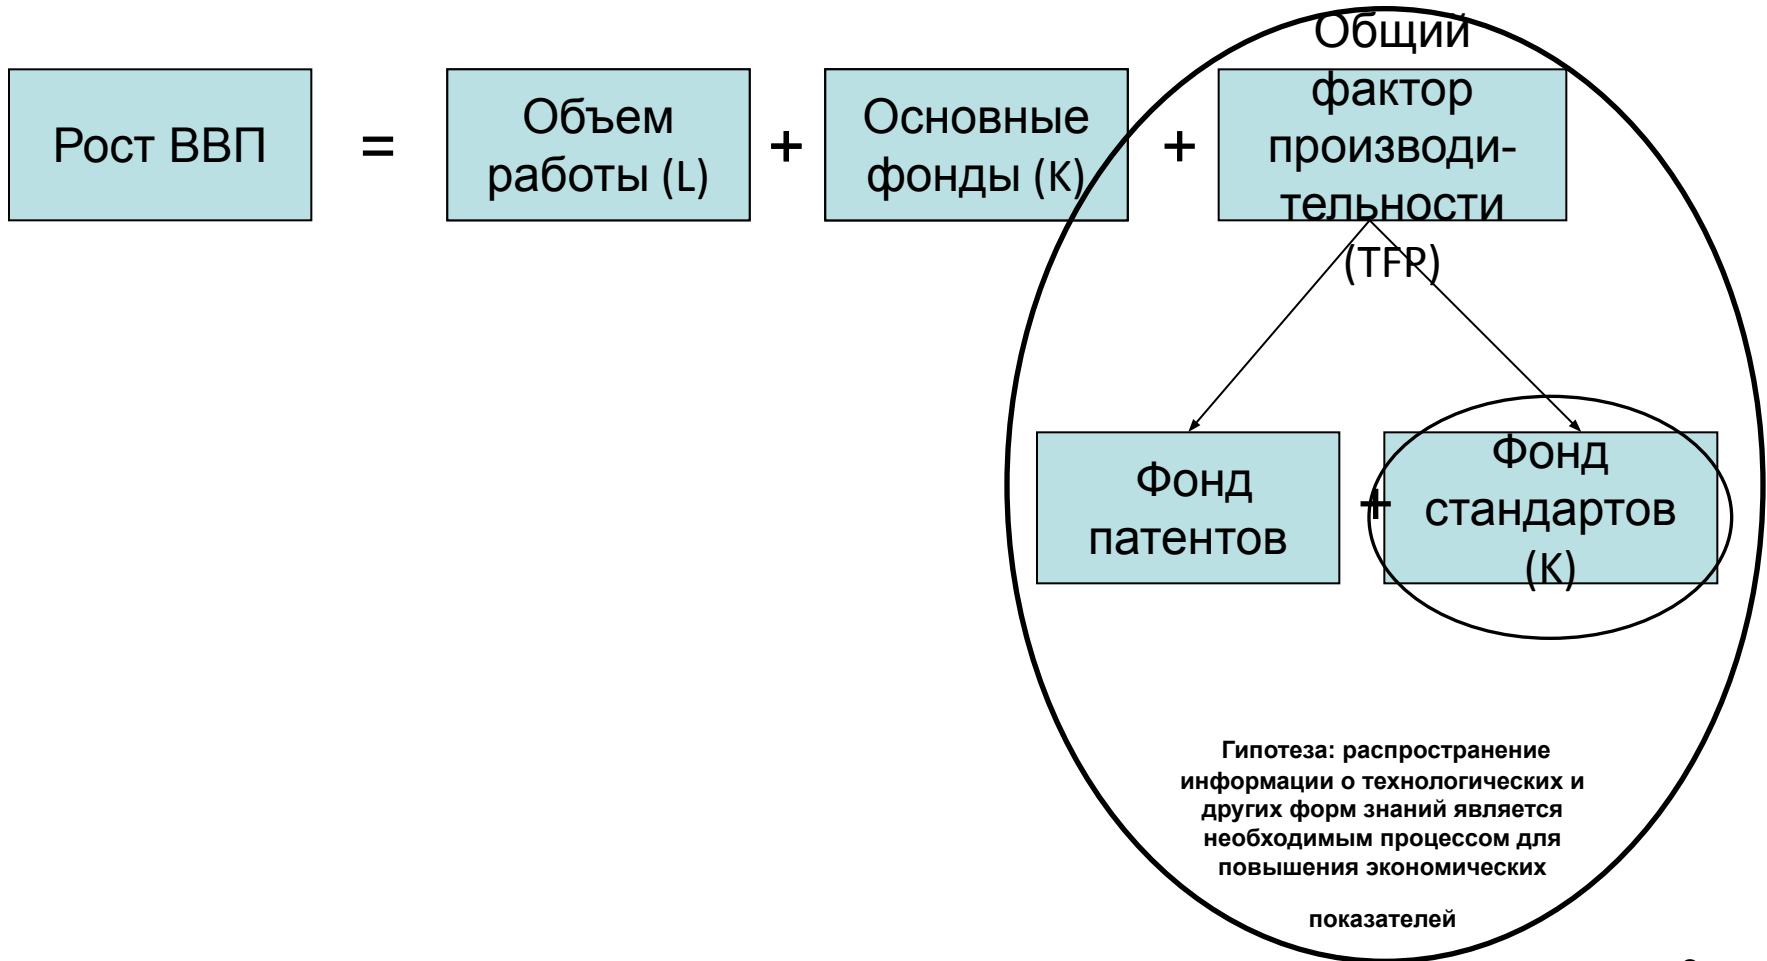 Рост ВВП
=
Объем
работы (L)
+
Основные
фонды (K)
+
Общий
фактор
производи-
тельности
(TFP)
Фонд
патентов
+
Фонд
стандартов
(K)
Гипотеза: распространение
информации о технологических и
других форм знаний является
необходимым процессом для
повышения экономических
показателей